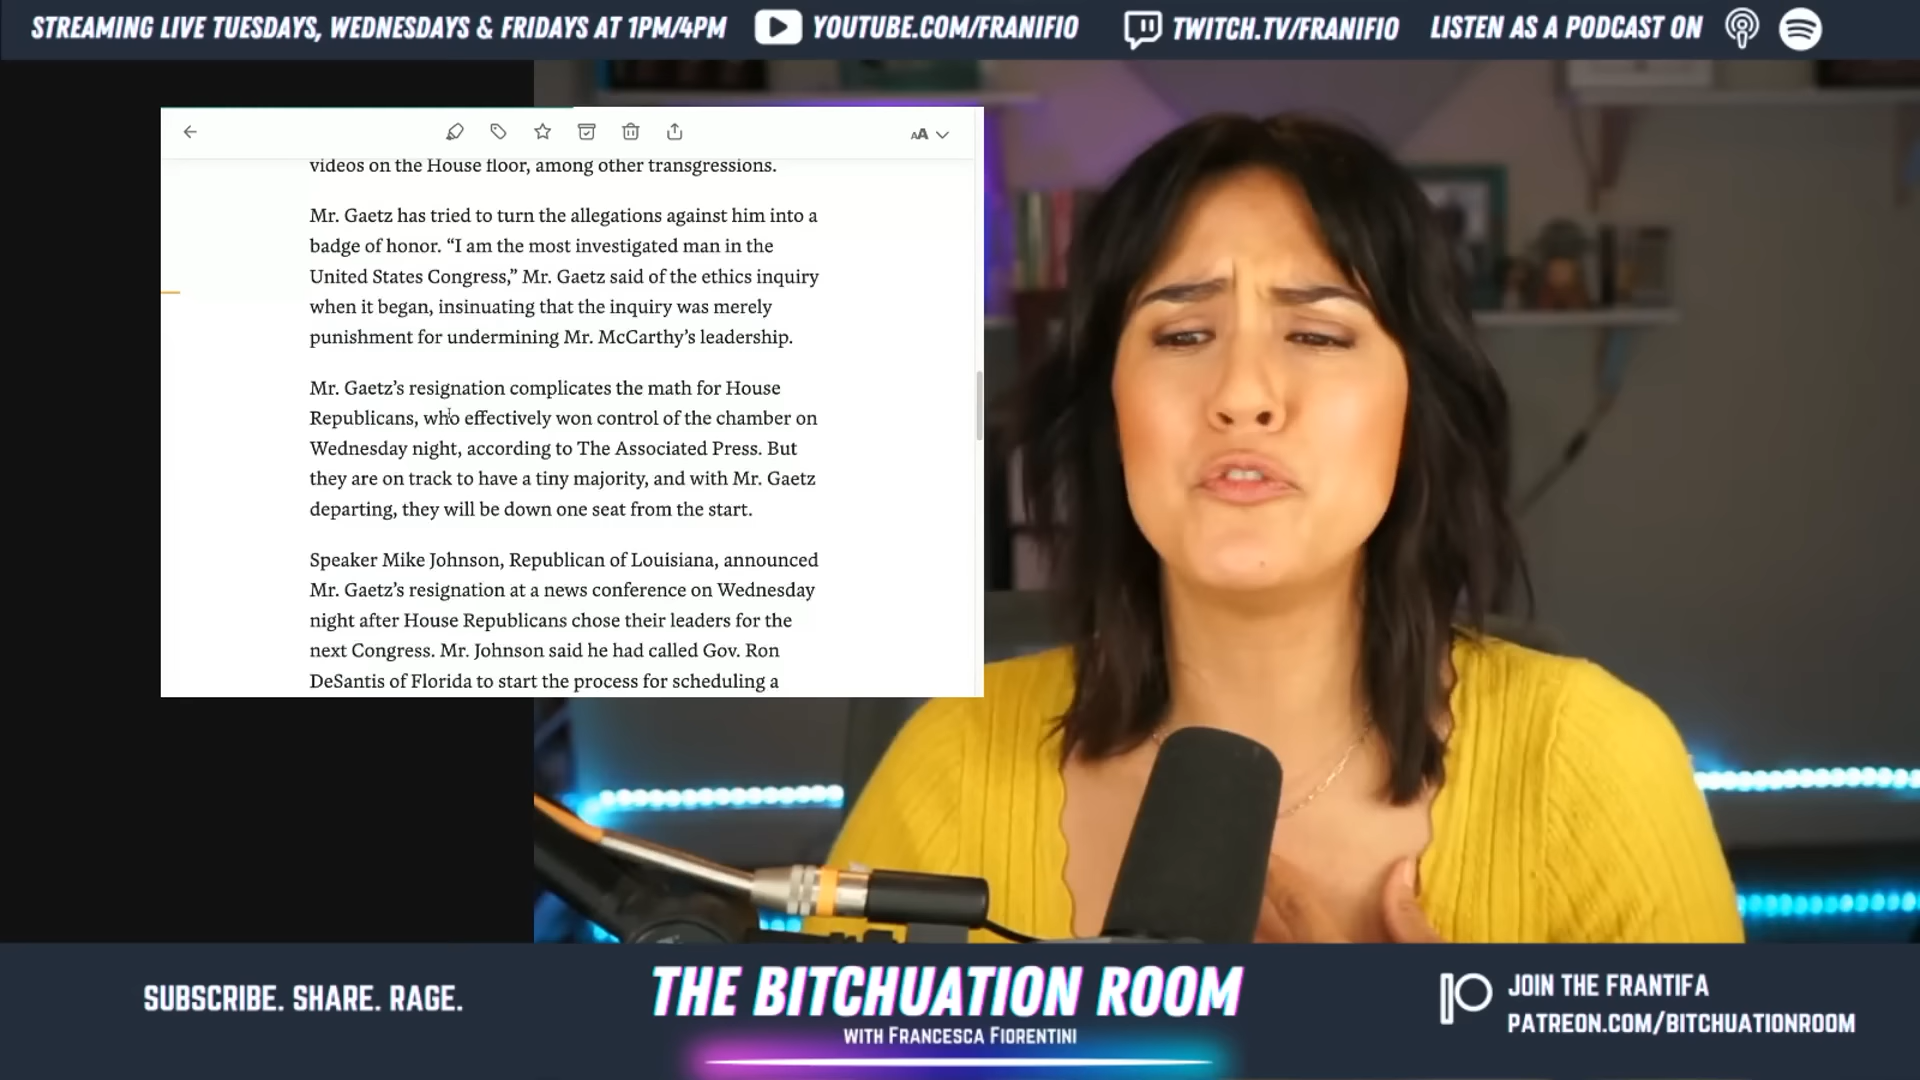 STREAMING LIVE TUESDAYS, WEDNESDAYS & FRIDAYS AT 1PM/4PM YOUTUBE.COM/FRANIFIO TWITCH.TV/FRANIFIO LISTEN AS A PODCAST ON
AA
videos on the House floor, among other transgressions.
Mr. Gaetz has tried to turn the allegations against him into a
badge of honor. “I am the most investigated man in the
United States Congress,” Mr. Gaetz said of the ethics inquiry
when it began, insinuating that the inquiry was merely
punishment for undermining Mr. McCarthy’s leadership.
Mr. Gaetz’s resignation complicates the math for House
Republicans, who effectively won control of the chamber on
Wednesday night, according to The Associated Press. But
they are on track to have a tiny majority, and with Mr. Gaetz
departing, they will be down one seat from the start.
Speaker Mike Johnson, Republican of Louisiana, announced
Mr. Gaetz’s resignation at a news conference on Wednesday
night after House Republicans chose their leaders for the
next Congress. Mr. Johnson said he had called Gov. Ron
DeSantis of Florida to start the process for scheduling a
SUBSCRIBE. SHARE. RAGE.
THE BITCHUATION ROOM
WITH FRANCESCA FIORENTINI
JOIN THE FRANTIFA
PATREON.COM/BITCHUATIONROOM